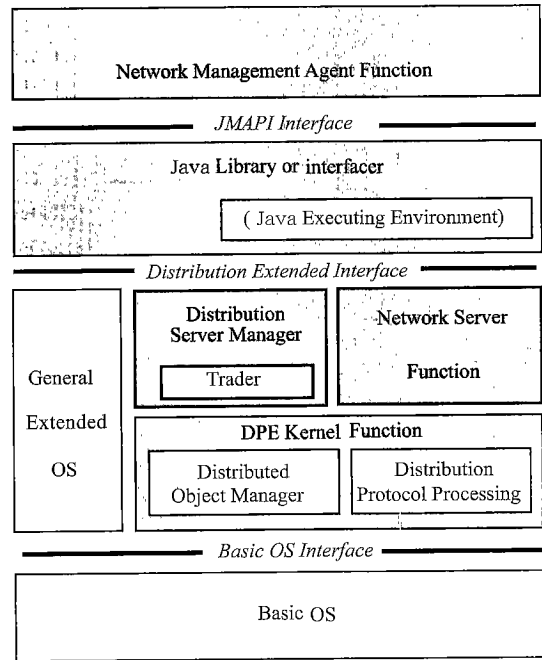 Network Management Agent Function
JMAPI Interface
Java Library or interfacer
( Java Executing Environment)
Distribution Extended Interface
General
Extended
OS
Distribution
Server Manager
Trader
Network Server
Function
DPE Kernel Function
Distributed
Object Manager
Distribution
Protocol Processing
Basic OS Interface
Basic OS